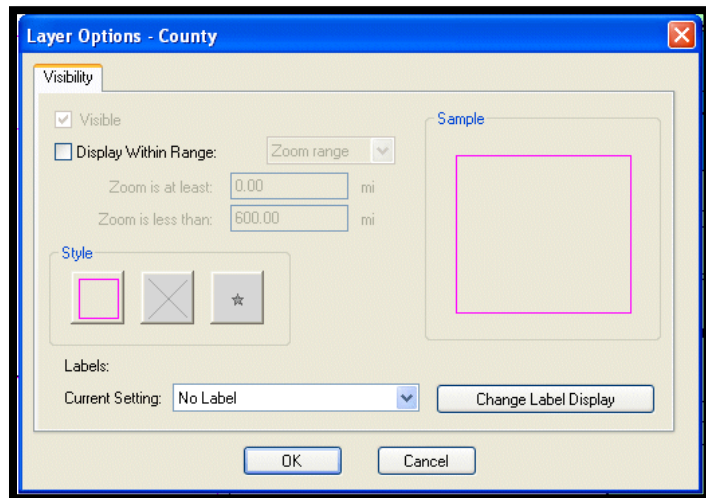 Layer Options - County
Visibility
Visible
Sample
Display Within Range:
Zoom range
Zoom is at least:
0.00
mi
Zoom is less than:
600.00
mi
Style
Labels:
Current Setting:
No Label
Change Label Display
OK
Cancel